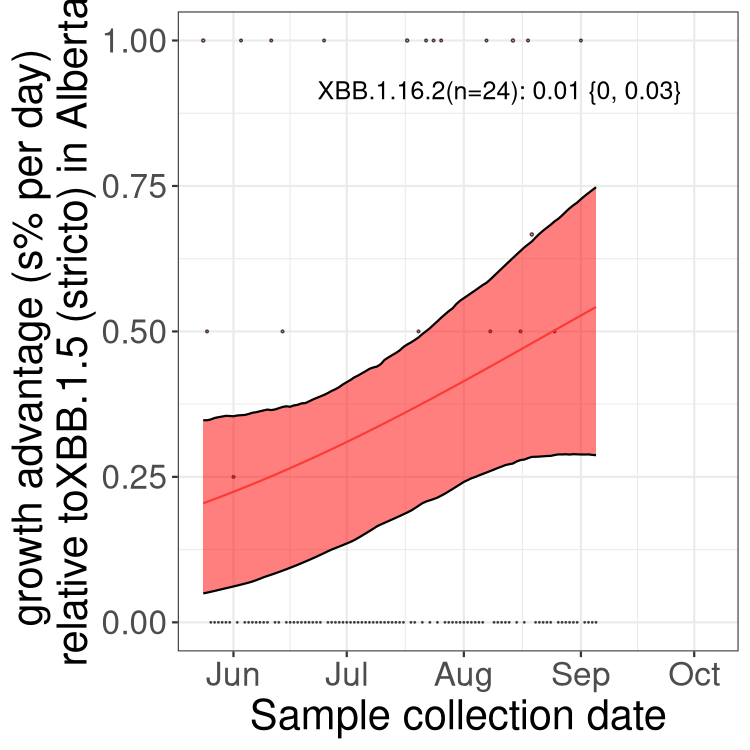 growth advantage (s% per day)
relative toXBB.1.5 (stricto) in Alberta
1.00
0.75
0.50
0.25
0.00
XBB.1.16.2(n=24): 0.01 {0, 0.03}
Jun
Jul
Aug
Sep
Oct
Sample collection date